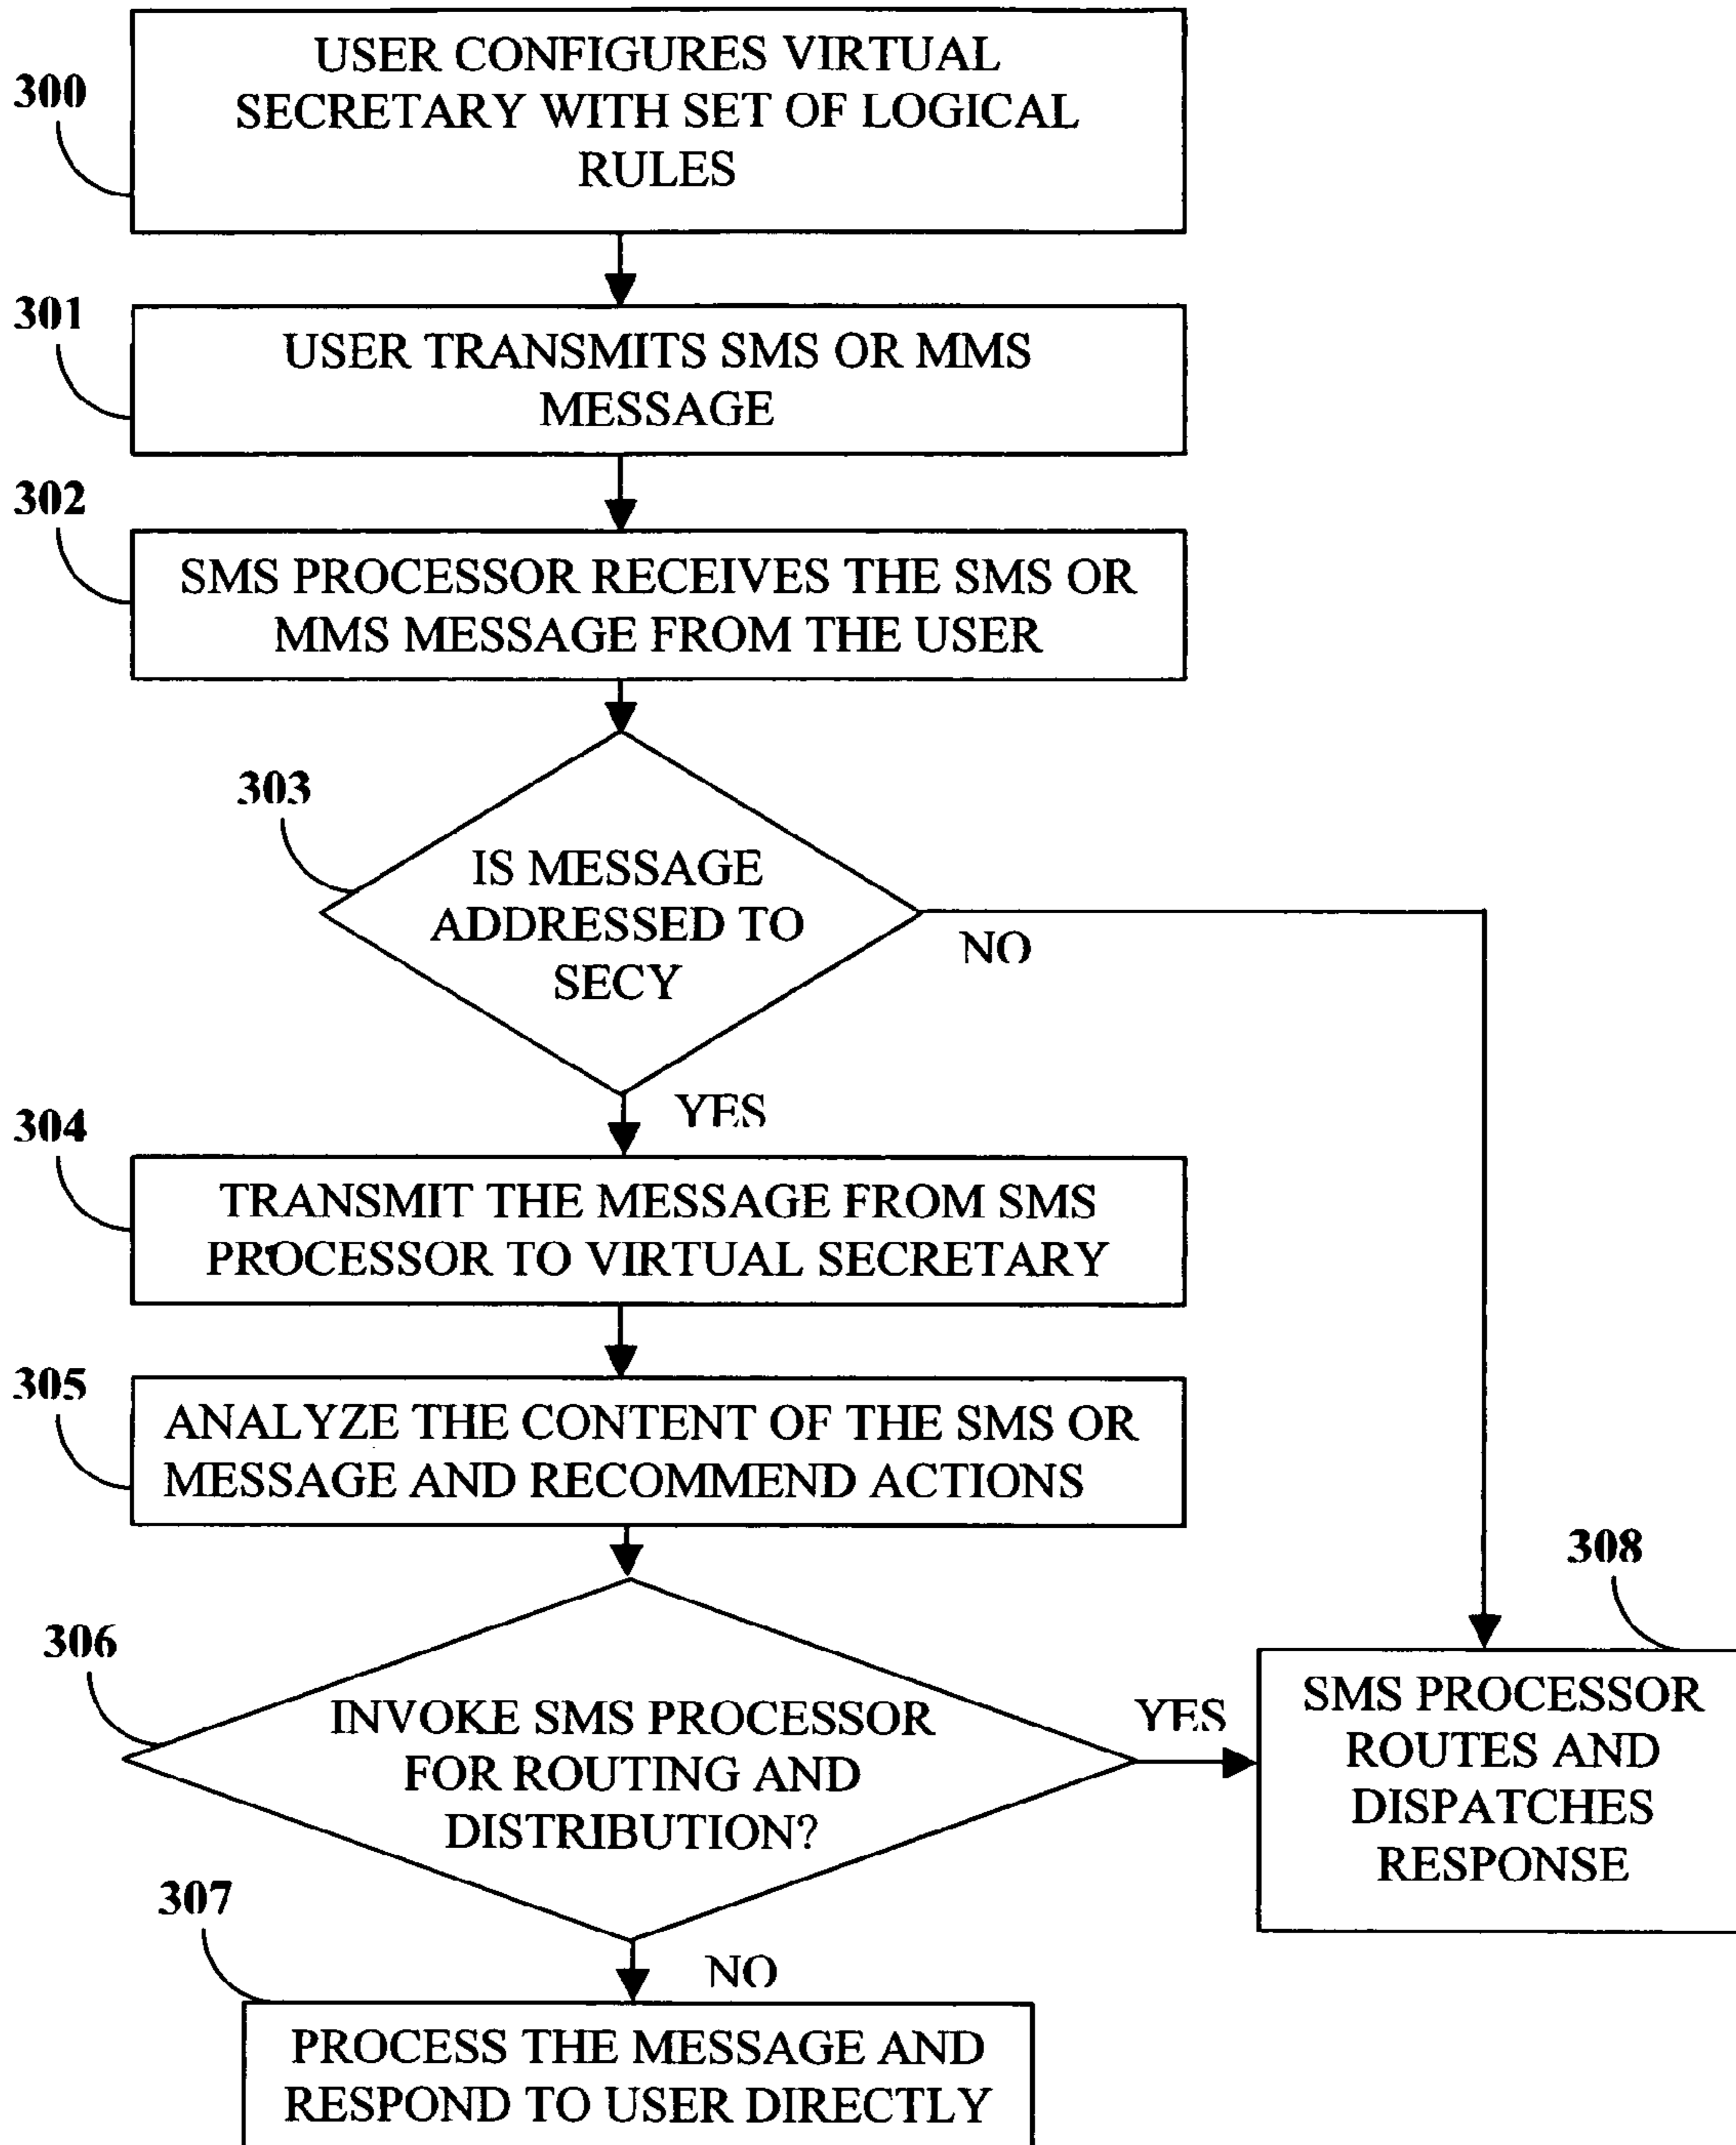 300
USER CONFIGURES VIRTUAL
SECRETARY WITH SET OF LOGICAL
RULES
301
USER TRANSMITS SMS OR MMS
MESSAGE
302
SMS PROCESSOR RECEIVES THE SMS OR
MMS MESSAGE FROM THE USER
303
IS MESSAGE
ADDRESSED TO
SECY
NO
YES
304
TRANSMIT THE MESSAGE FROM SMS
PROCESSOR TO VIRTUAL SECRETARY
305
ANALYZE THE CONTENT OF THE SMS OR
MESSAGE AND RECOMMEND ACTIONS
306
INVOKE SMS PROCESSOR
FOR ROUTING AND
DISTRIBUTION?
YES
308
SMS PROCESSOR
ROUTES AND
DISPATCHES
RESPONSE
NO
307
PROCESS THE MESSAGE AND
RESPOND TO USER DIRECTLY